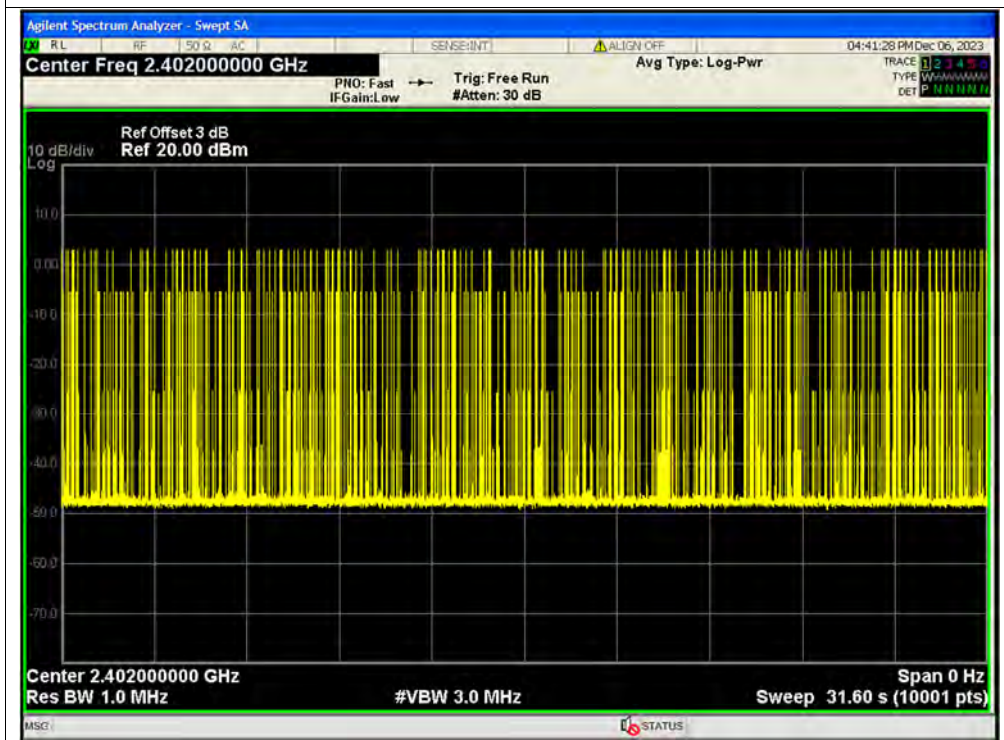 Agilent Spectrum Analyzer - Swept SA
LXI RL RF 50 Ω AC SENSE:INT ALIGN OFF 04:41:28 PM Dec 06, 2023
Center Freq 2.402000000 GHz Avg Type: Log-Pwr TRACE 1 2 3 4 5 6
PNO: Fast Trig: Free Run TYPE
IFGain:Low #Atten: 30 dB DET P N N N N N
Ref Offset 3 dB
10 dB/div Ref 20.00 dBm
Log
10.0
0.00
-10.0
-20.0
-30.0
-40.0
-50.0
-60.0
-70.0
Center 2.402000000 GHz Span 0 Hz
Res BW 1.0 MHz #VBW 3.0 MHz Sweep 31.60 s (10001 pts)
MSG STATUS